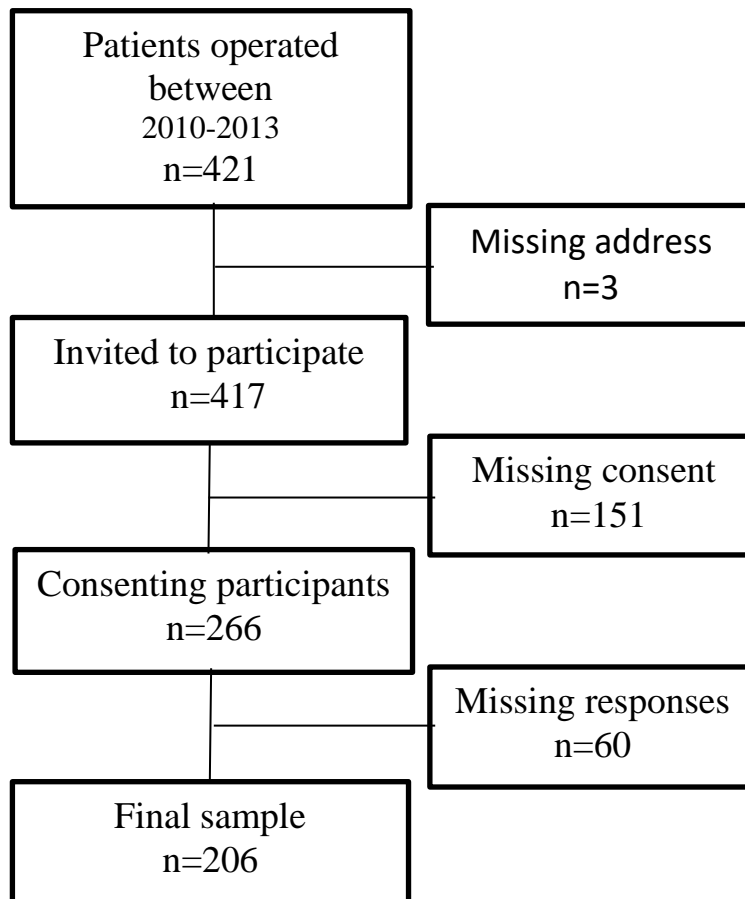 Patients operated
between
2010-2013
n=421
Missing address
n=3
Invited to participate
n=417
Missing consent
n=151
Consenting participants
n=266
Missing responses
n=60
Final sample
n=206